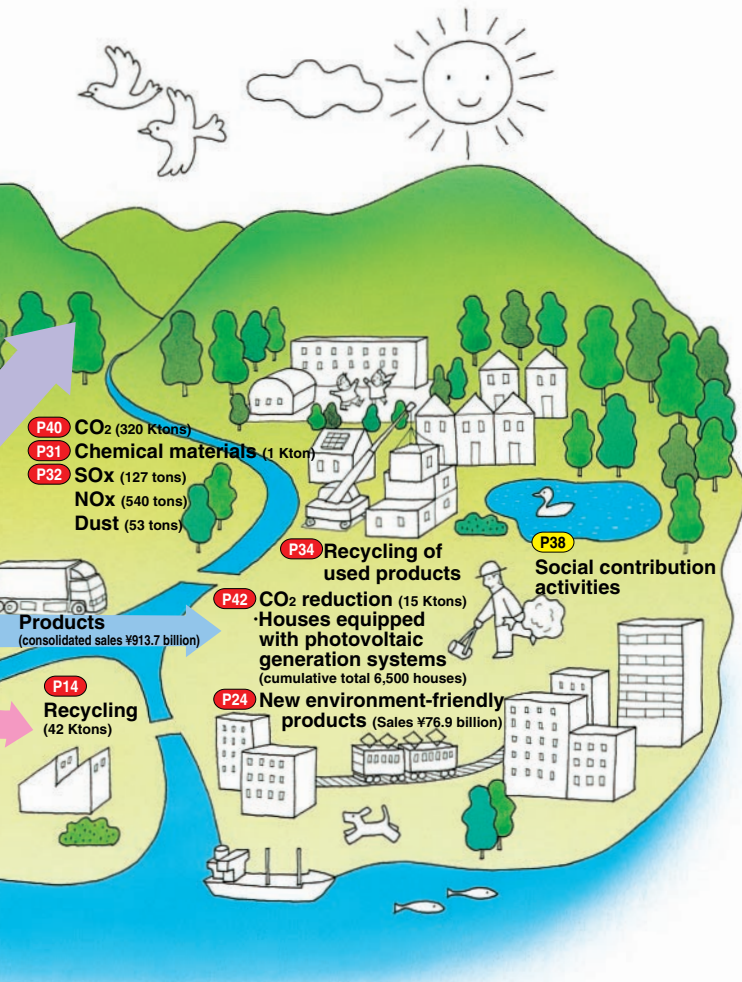 P40 CO2 (320 Ktons)
P31 Chemical materials (1 Kton)
P32 SOx (127 tons)
NOx (540 tons)
Dust (53 tons)
P34 Recycling of
used products
P38
Social contribution
activities
Products
(consolidated sales ¥913.7 billion)
P42 CO2 reduction (15 Ktons)
·Houses equipped
with photovoltaic
generation systems
(cumulative total 6,500 houses)
P14
Recycling
(42 Ktons)
P24 New environment-friendly
products (Sales ¥76.9 billion)